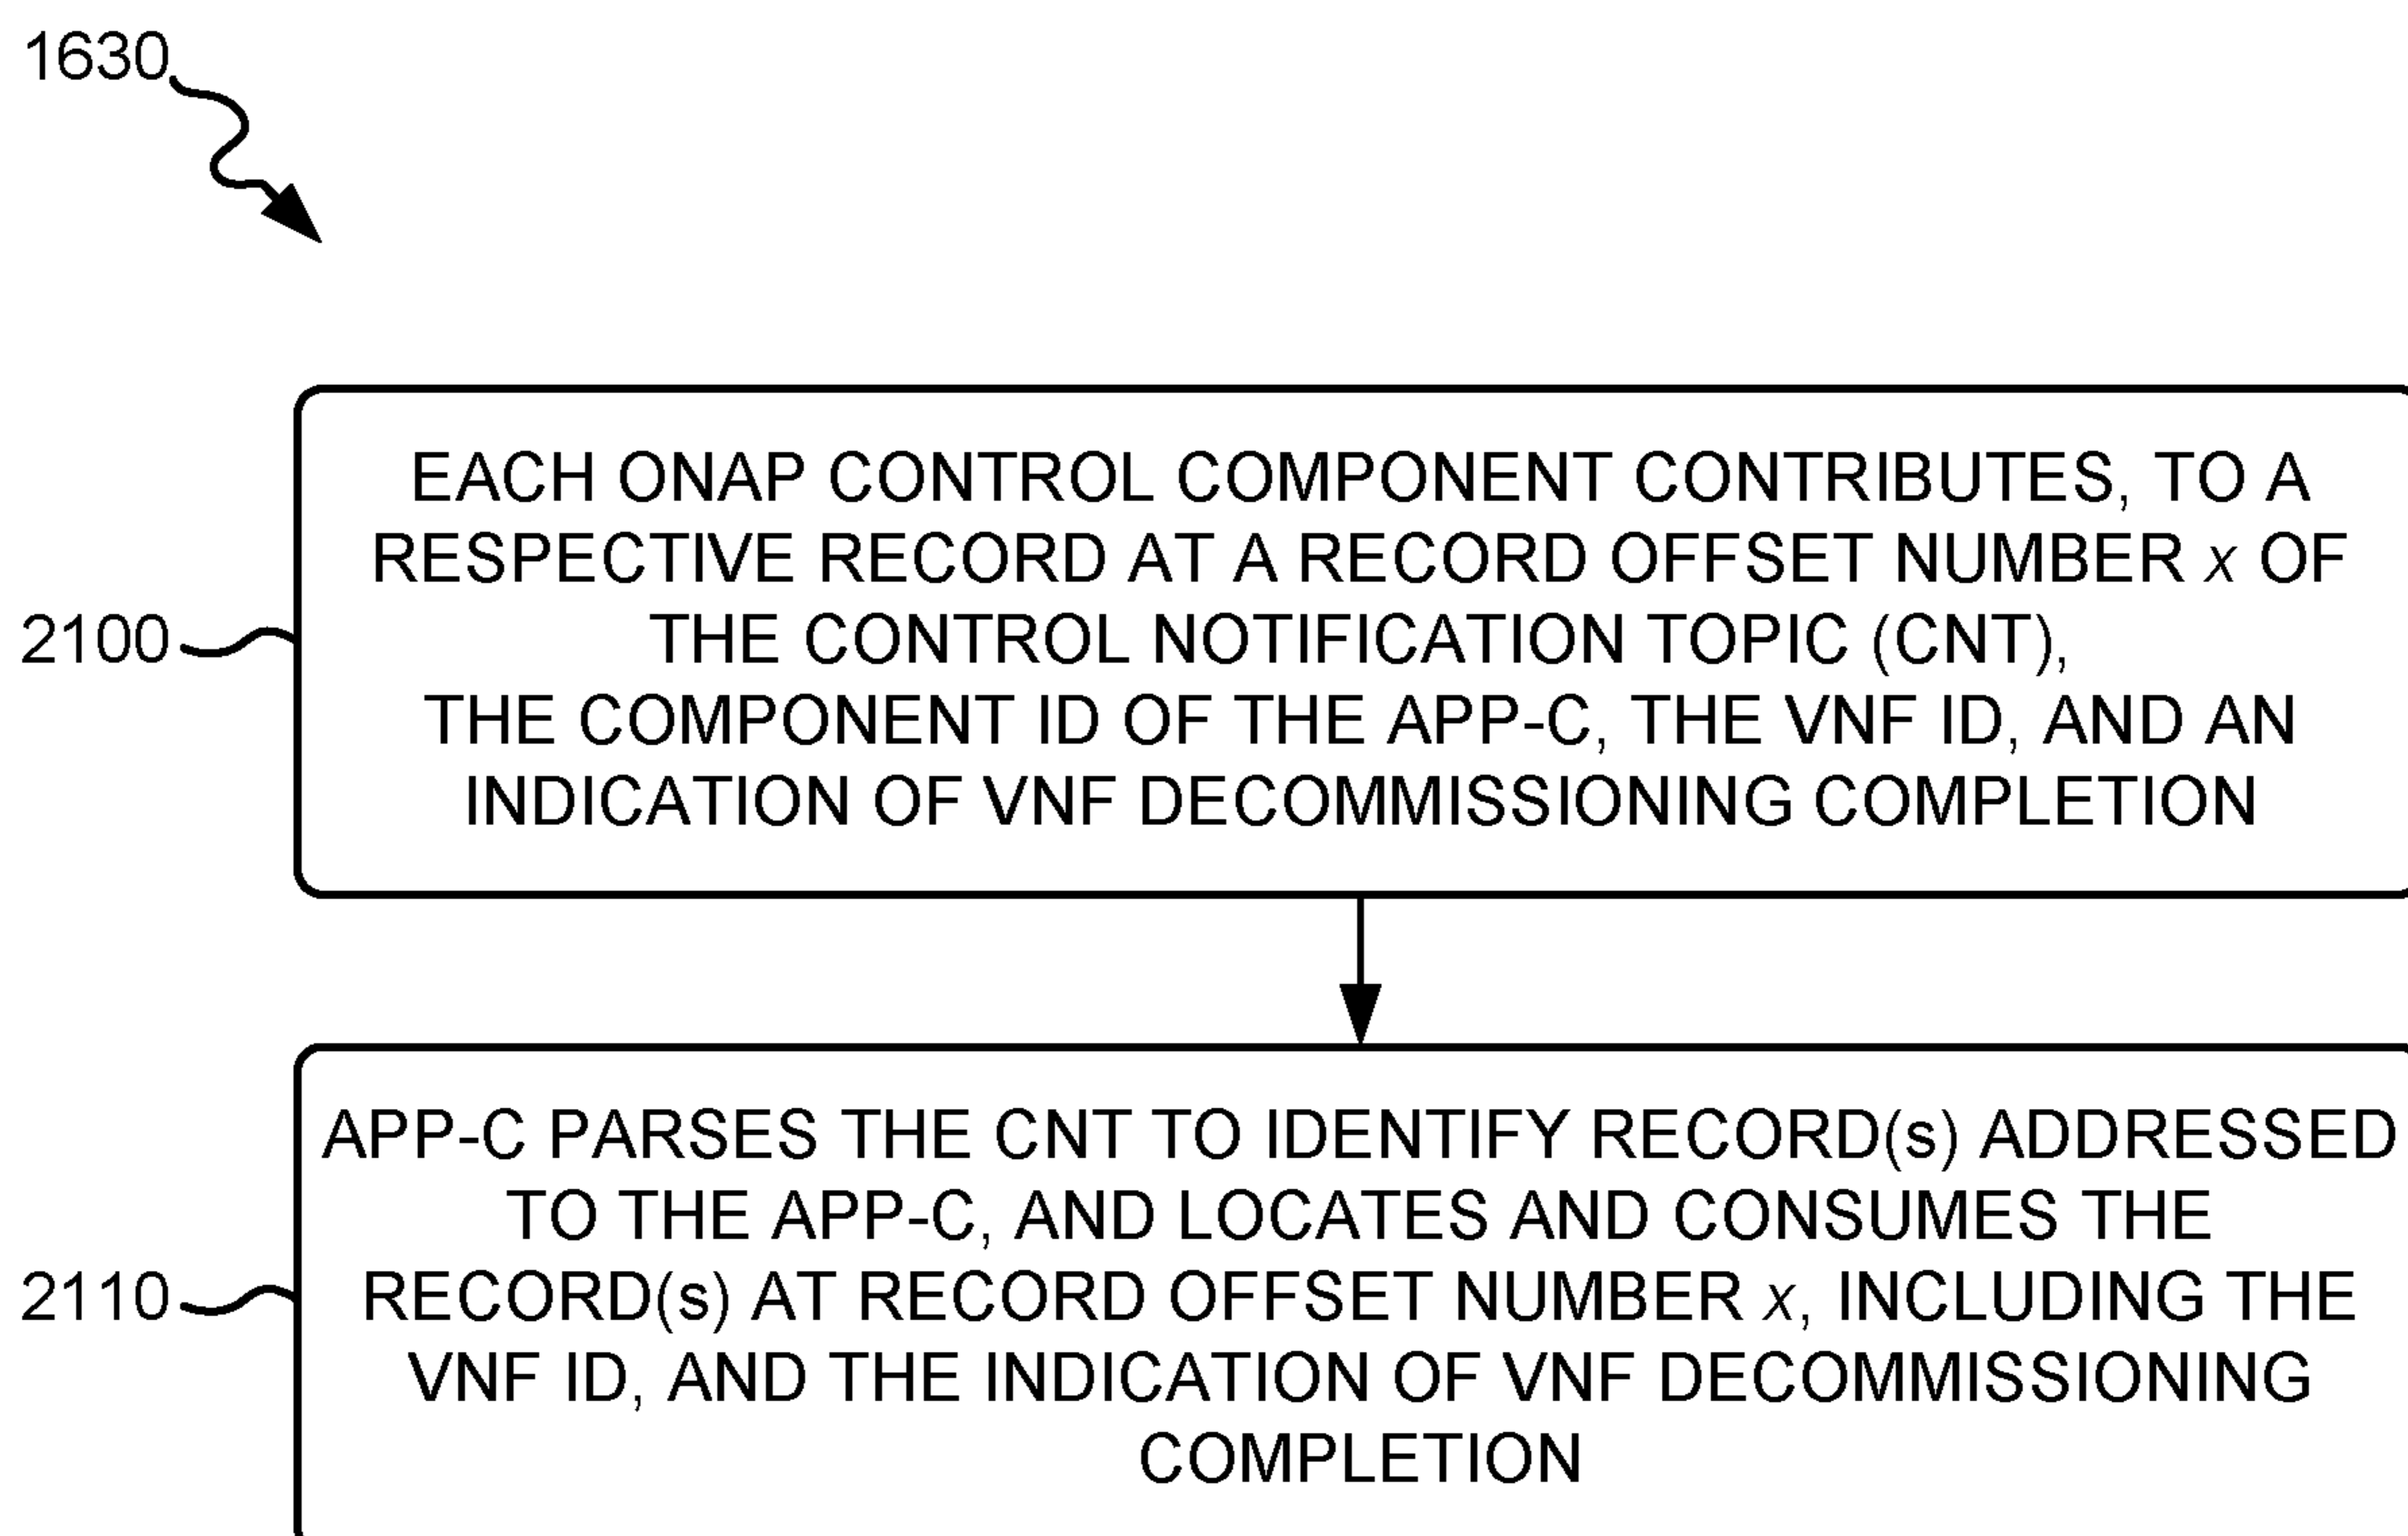 1630
EACH ONAP CONTROL COMPONENT CONTRIBUTES, TO A
RESPECTIVE RECORD AT A RECORD OFFSET NUMBER x OF
THE CONTROL NOTIFICATION TOPIC (CNT),
THE COMPONENT ID OF THE APP-C, THE VNF ID, AND AN
INDICATION OF VNF DECOMMISSIONING COMPLETION
2100
APP-C PARSES THE CNT TO IDENTIFY RECORD(s) ADDRESSED
TO THE APP-C, AND LOCATES AND CONSUMES THE
RECORD(s) AT RECORD OFFSET NUMBER x, INCLUDING THE
VNF ID, AND THE INDICATION OF VNF DECOMMISSIONING
COMPLETION
2110